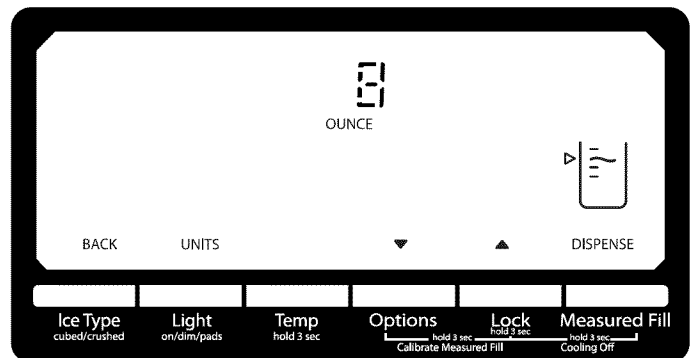 8
OUNCE
BACK UNITS ▼ ▲ DISPENSE
Ice Type Light Temp Options Lock Measured Fill
cubed/crushed on/dim/pads hold 3 sec hold 3 sec
hold 3 sec hold 3 sec
Calibrate Measured Fill Cooling Off